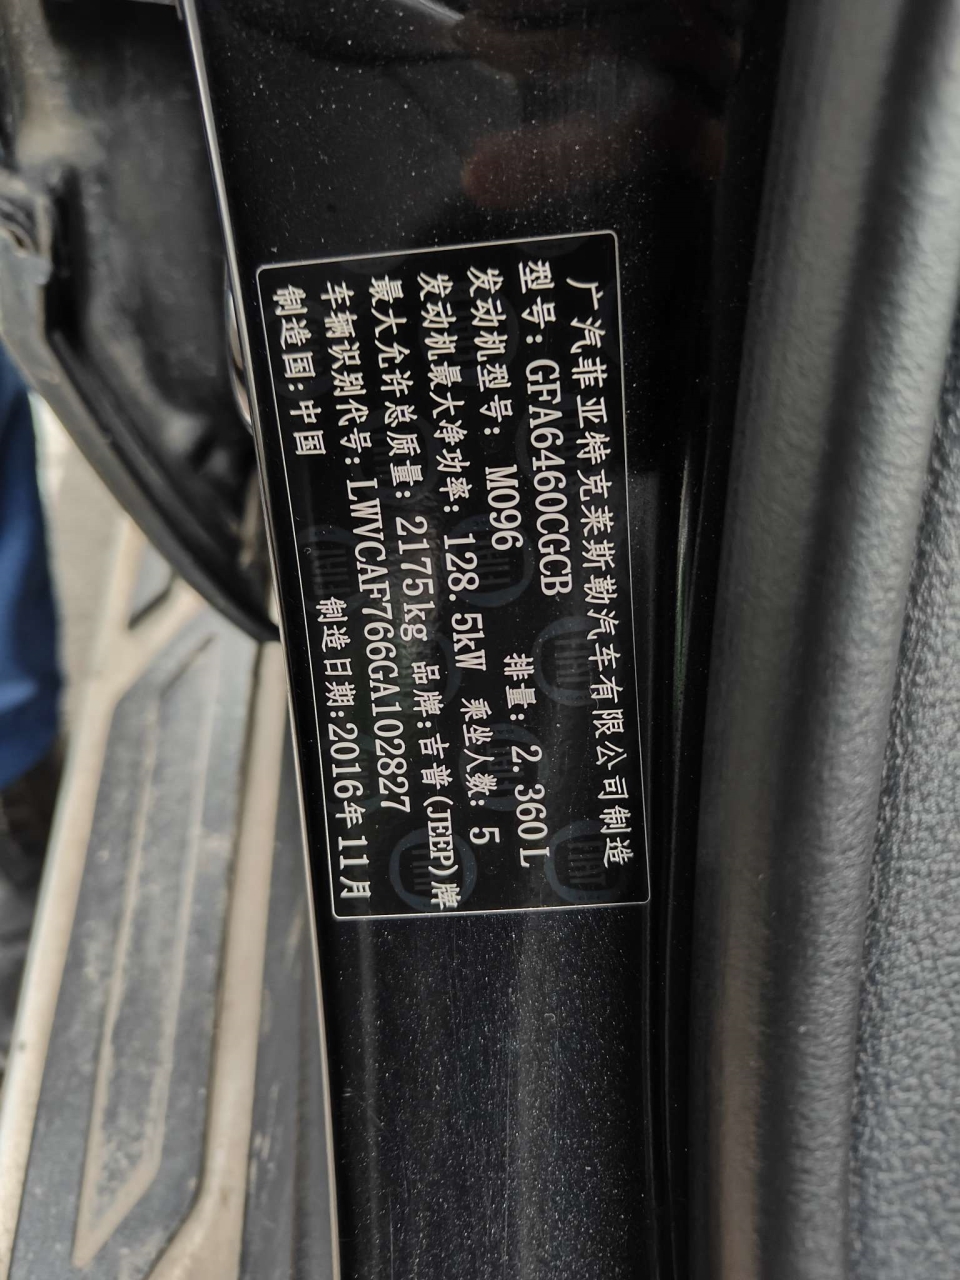 广汽菲亚特克莱斯勒汽车有限公司制造
型号: GFA6460CGCB
发动机型号: M096 排量: 2.360L
发动机最大净功率: 128.5kW 乘坐人数: 5
最大允许总质量: 2175kg 品牌:吉普(JEEP)牌
车辆识别代号: LWVCAF766GA102827
制造国: 中国 制造日期:2016年11月